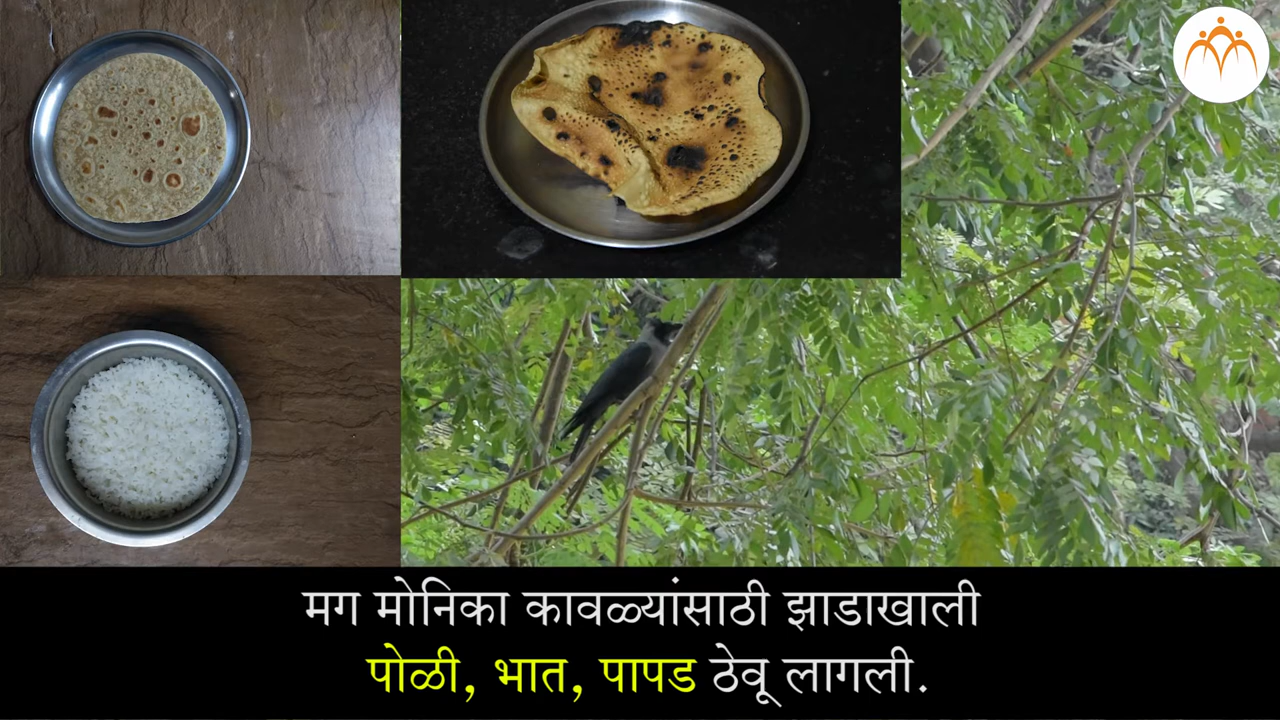 मग मोनिका कावळ्यांसाठी झाडाखाली
पोळी, भात, पापड ठेवू लागली.